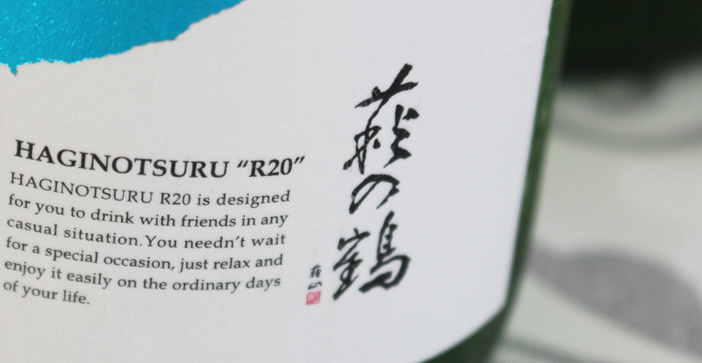 HAGINOTSURU “R20”
HAGINOTSURU R20 is designed
for you to drink with friends in any
casual situation.You needn't wait
for a special occasion, just relax and
enjoy it easily on the ordinary days
of your life.
萩の鶴